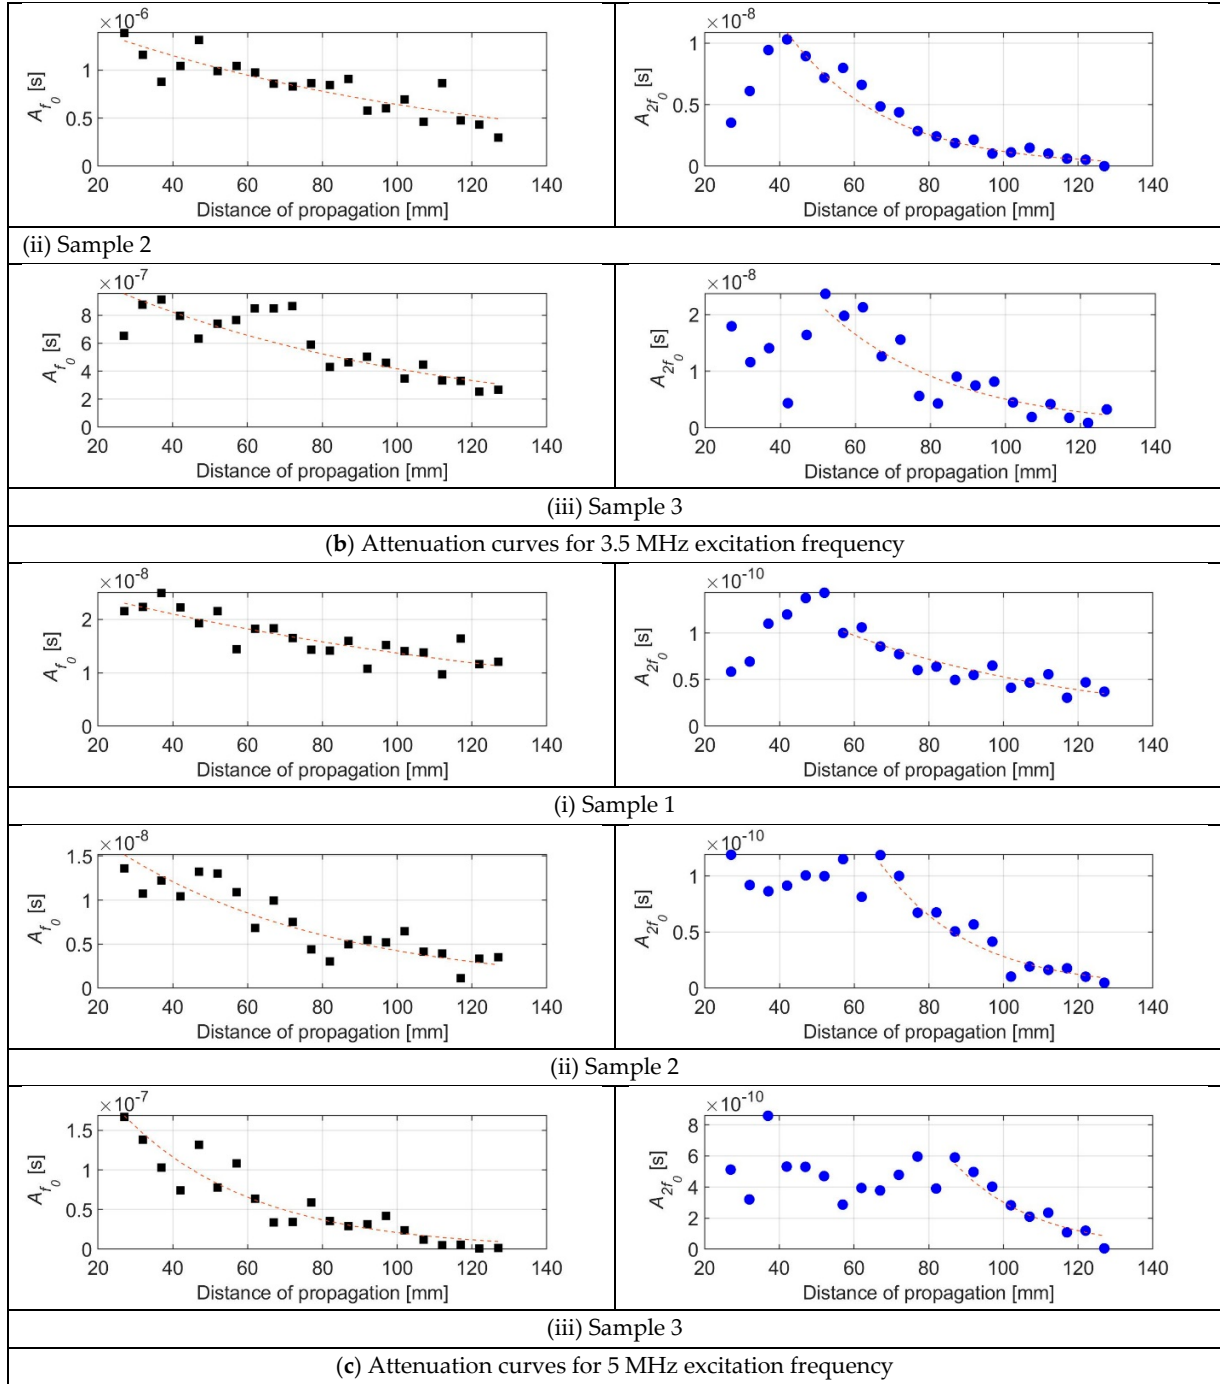 ×10⁻⁶
A_{f₀} [s]
1
0.5
0
20 40 60 80 100 120 140
Distance of propagation [mm]
×10⁻⁸
A_{2f₀} [s]
1
0.5
0
20 40 60 80 100 120 140
Distance of propagation [mm]
(ii) Sample 2
×10⁻⁷
A_{f₀} [s]
8
6
4
2
0
20 40 60 80 100 120 140
Distance of propagation [mm]
×10⁻⁸
A_{2f₀} [s]
2
1
0
20 40 60 80 100 120 140
Distance of propagation [mm]
(iii) Sample 3
(b) Attenuation curves for 3.5 MHz excitation frequency
×10⁻⁸
A_{f₀} [s]
2
1
0
20 40 60 80 100 120 140
Distance of propagation [mm]
×10⁻¹⁰
A_{2f₀} [s]
1
0.5
0
20 40 60 80 100 120 140
Distance of propagation [mm]
(i) Sample 1
×10⁻⁸
A_{f₀} [s]
1.5
1
0.5
0
20 40 60 80 100 120 140
Distance of propagation [mm]
×10⁻¹⁰
A_{2f₀} [s]
1
0.5
0
20 40 60 80 100 120 140
Distance of propagation [mm]
(ii) Sample 2
×10⁻⁷
A_{f₀} [s]
1.5
1
0.5
0
20 40 60 80 100 120 140
Distance of propagation [mm]
×10⁻¹⁰
A_{2f₀} [s]
8
6
4
2
0
20 40 60 80 100 120 140
Distance of propagation [mm]
(iii) Sample 3
(c) Attenuation curves for 5 MHz excitation frequency